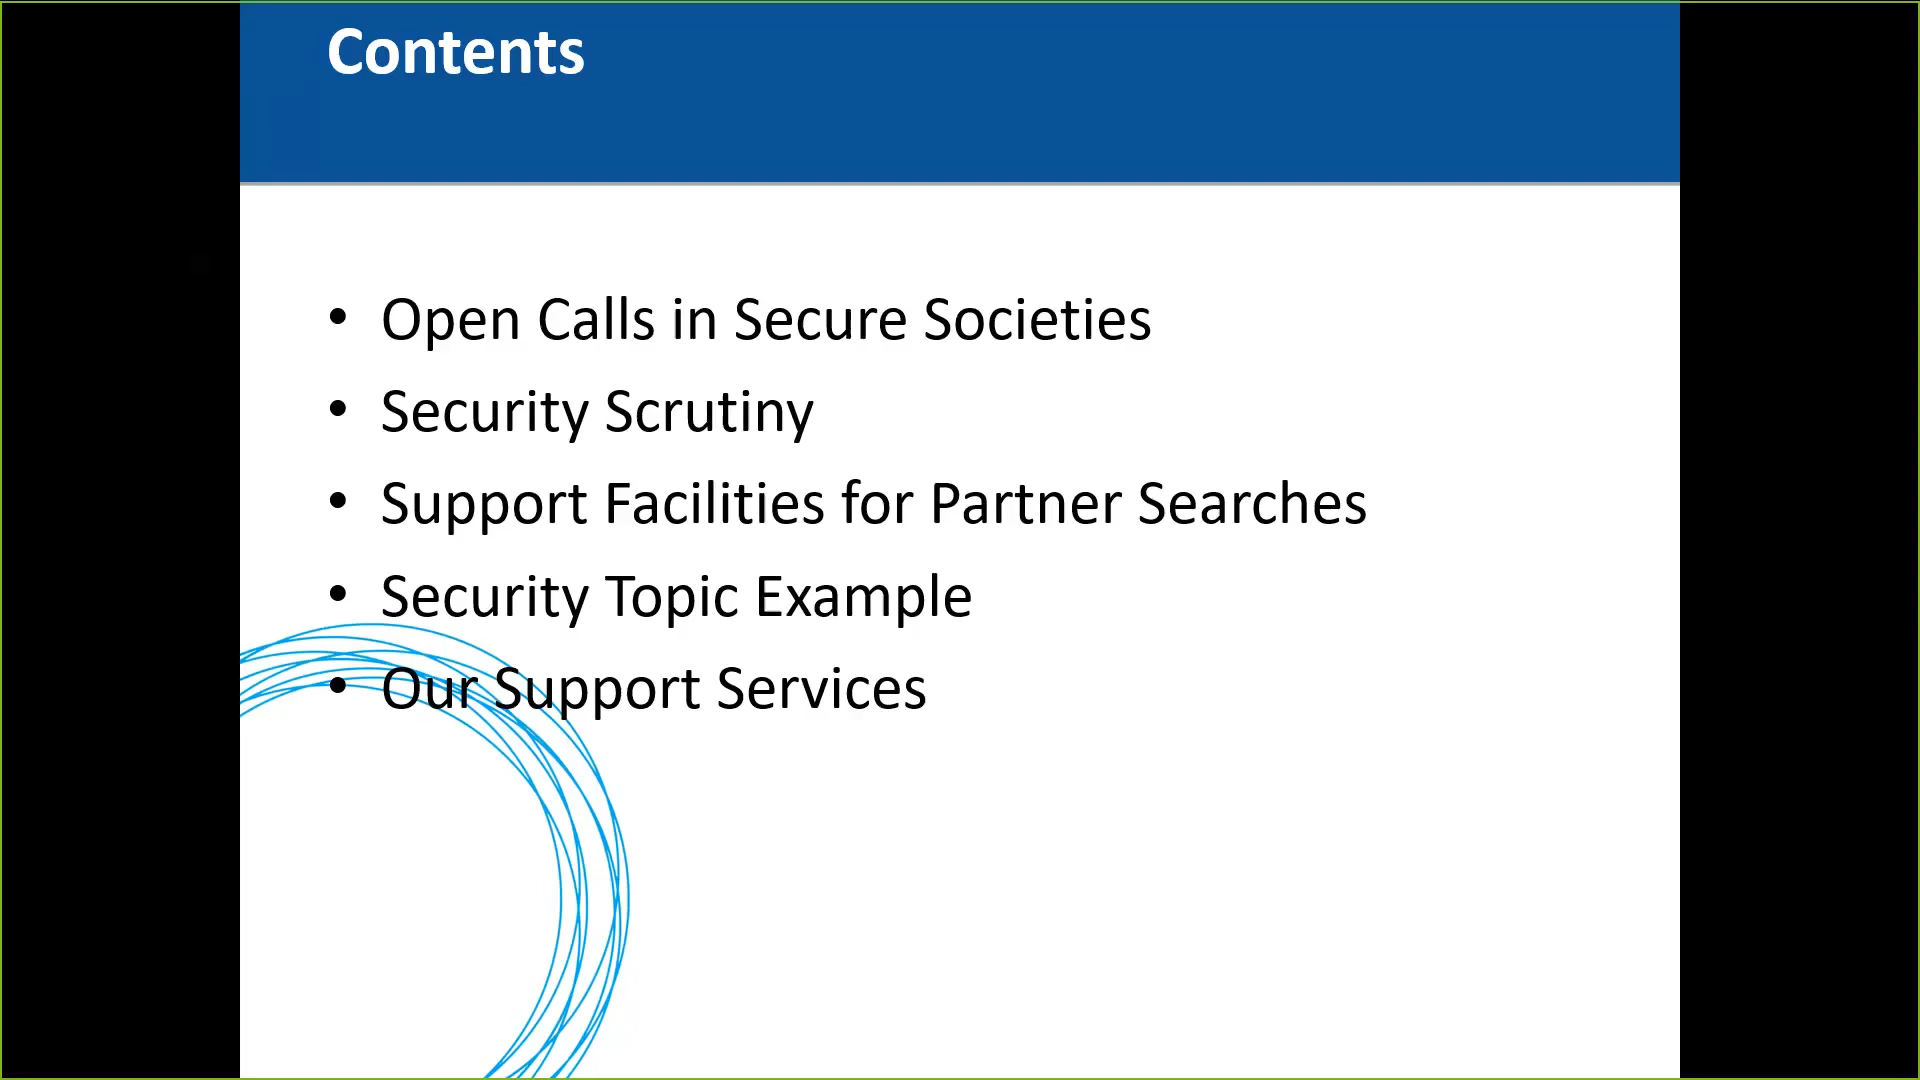 Contents
• Open Calls in Secure Societies
• Security Scrutiny
• Support Facilities for Partner Searches
• Security Topic Example
• Our Support Services